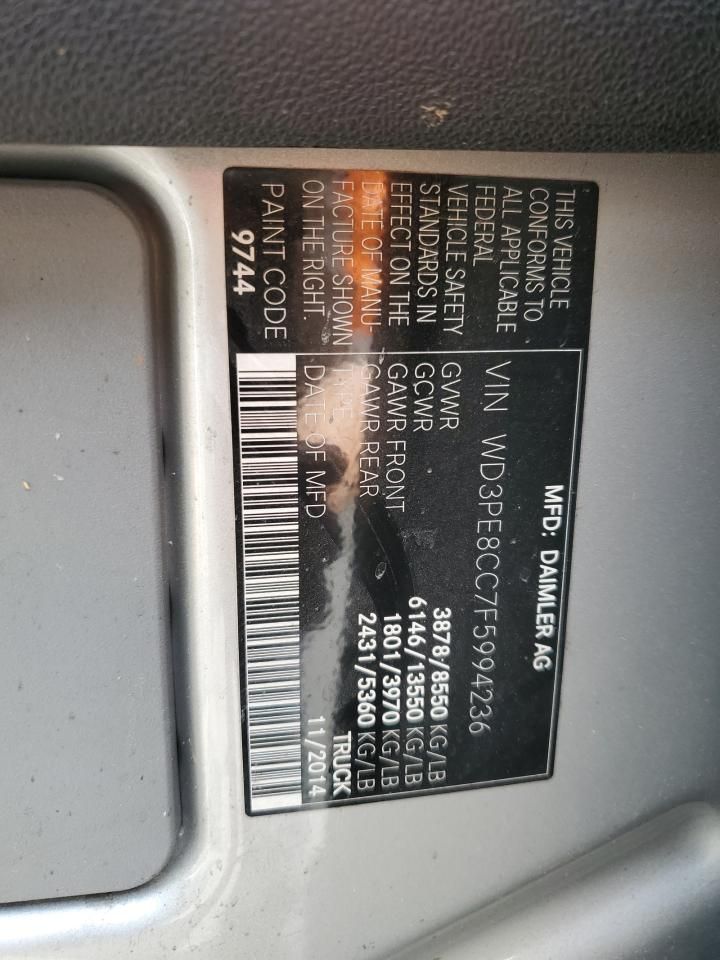 THIS VEHICLE
CONFORMS TO
ALL APPLICABLE
FEDERAL
VEHICLE SAFETY
STANDARDS IN
EFFECT ON THE
DATE OF MANU-
FACTURE SHOWN
ON THE RIGHT.
PAINT CODE
9744
MFD: DAIMLER AG
VIN WD3PE8CC7F5994236
GVWR 3878/8550 KG/LB
GCWR 6146/13550 KG/LB
GAWR FRONT 1801/3970 KG/LB
GAWR REAR 2431/5360 KG/LB
TYPE TRUCK
DATE OF MFD 11/2014